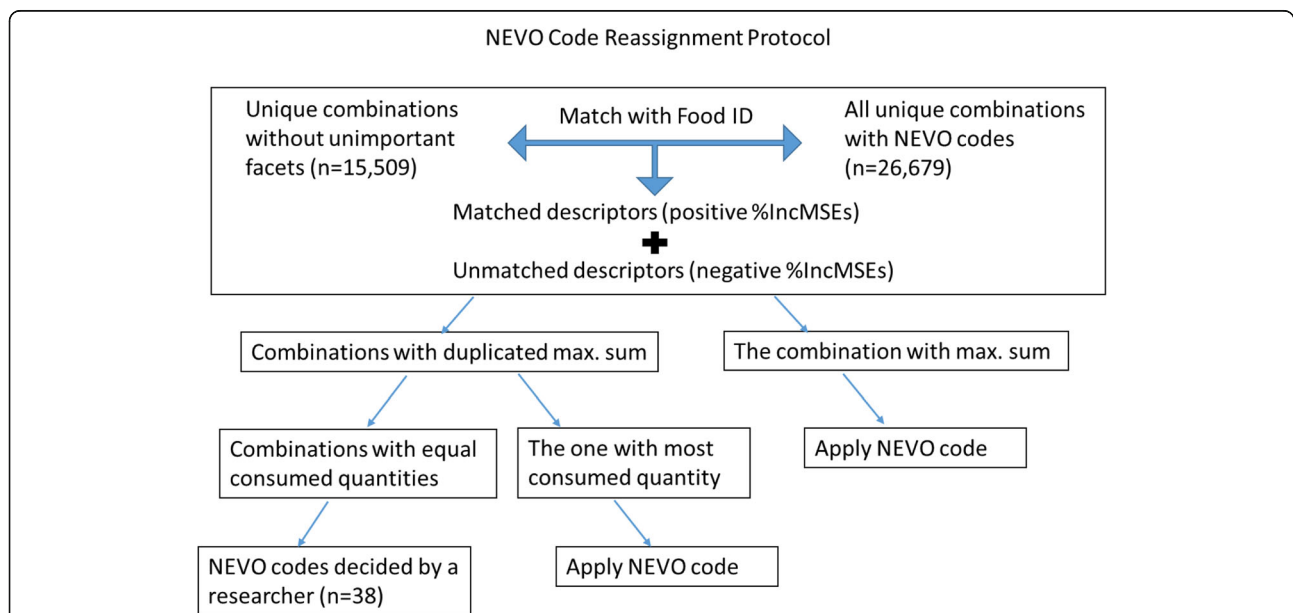 NEVO Code Reassignment Protocol
Unique combinations
without unimportant
facets (n=15,509)
Match with Food ID
All unique combinations
with NEVO codes
(n=26,679)
Matched descriptors (positive %IncMSEs)
Unmatched descriptors (negative %IncMSEs)
Combinations with duplicated max. sum
The combination with max. sum
Combinations with equal
consumed quantities
The one with most
consumed quantity
Apply NEVO code
NEVO codes decided by a
researcher (n=38)
Apply NEVO code